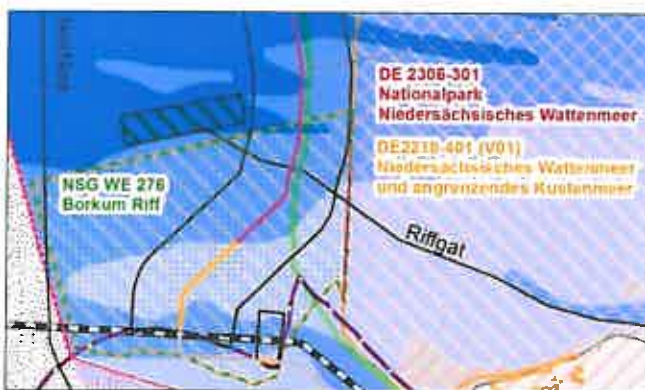 DE 2306-301
Nationalpark
Niedersächsisches Wattenmeer
DE2210-401 (V01)
Niedersächsisches Wattenmeer
und angrenzendes Küstenmeer
NSG WE 276
Borkum Riff
Riffgat